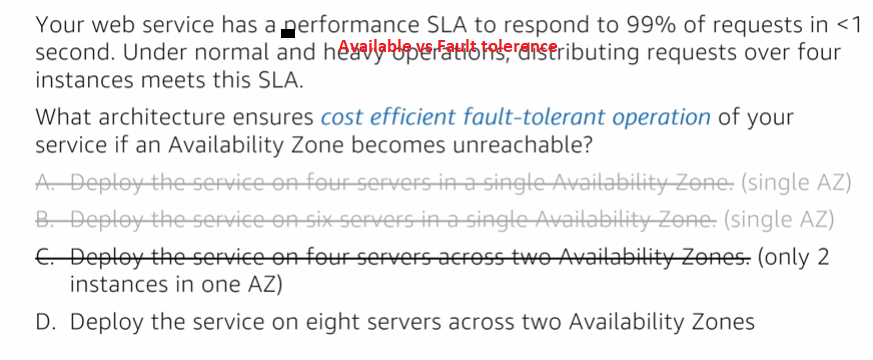 Your web service has a performance SLA to respond to 99% of requests in <1
second. Under normal and heavy operations, distributing requests over four
Available vs Fault tolerence
instances meets this SLA.
What architecture ensures cost efficient fault-tolerant operation of your
service if an Availability Zone becomes unreachable?
A. Deploy the service on four servers in a single Availability Zone. (single AZ)
B. Deploy the service on six servers in a single Availability Zone. (single AZ)
C. Deploy the service on four servers across two Availability Zones. (only 2
instances in one AZ)
D. Deploy the service on eight servers across two Availability Zones